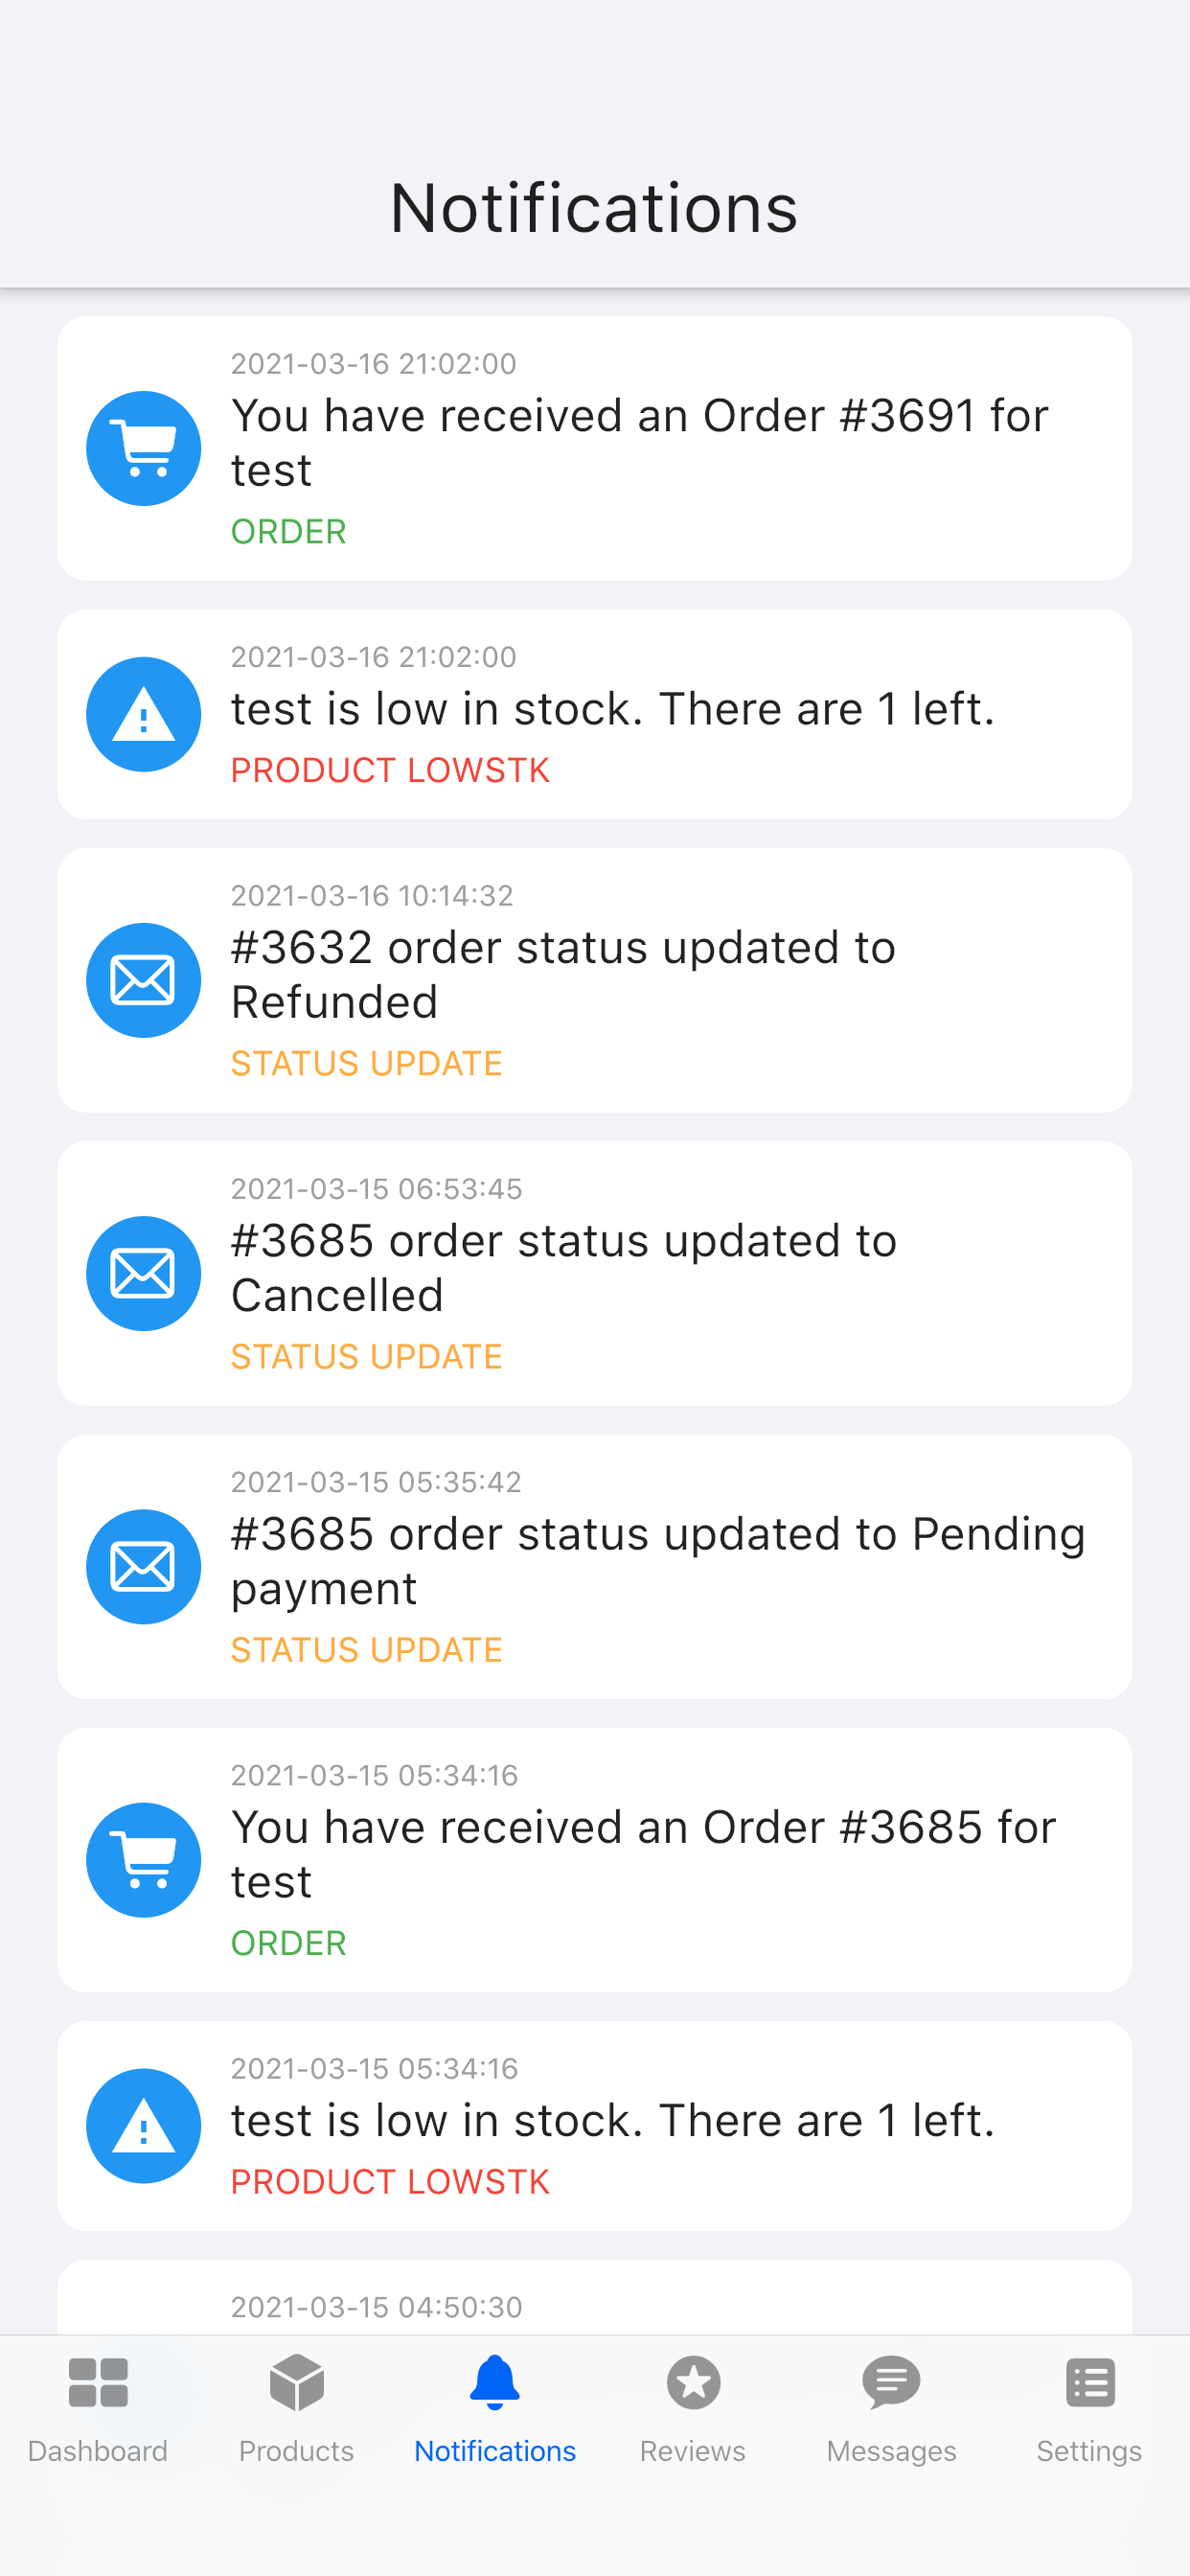 Notifications
2021-03-16 21:02:00
You have received an Order #3691 for
test
ORDER
2021-03-16 21:02:00
test is low in stock. There are 1 left.
PRODUCT LOWSTK
2021-03-16 10:14:32
#3632 order status updated to
Refunded
STATUS UPDATE
2021-03-15 06:53:45
#3685 order status updated to
Cancelled
STATUS UPDATE
2021-03-15 05:35:42
#3685 order status updated to Pending
payment
STATUS UPDATE
2021-03-15 05:34:16
You have received an Order #3685 for
test
ORDER
2021-03-15 05:34:16
test is low in stock. There are 1 left.
PRODUCT LOWSTK
2021-03-15 04:50:30
Dashboard Products Notifications Reviews Messages Settings